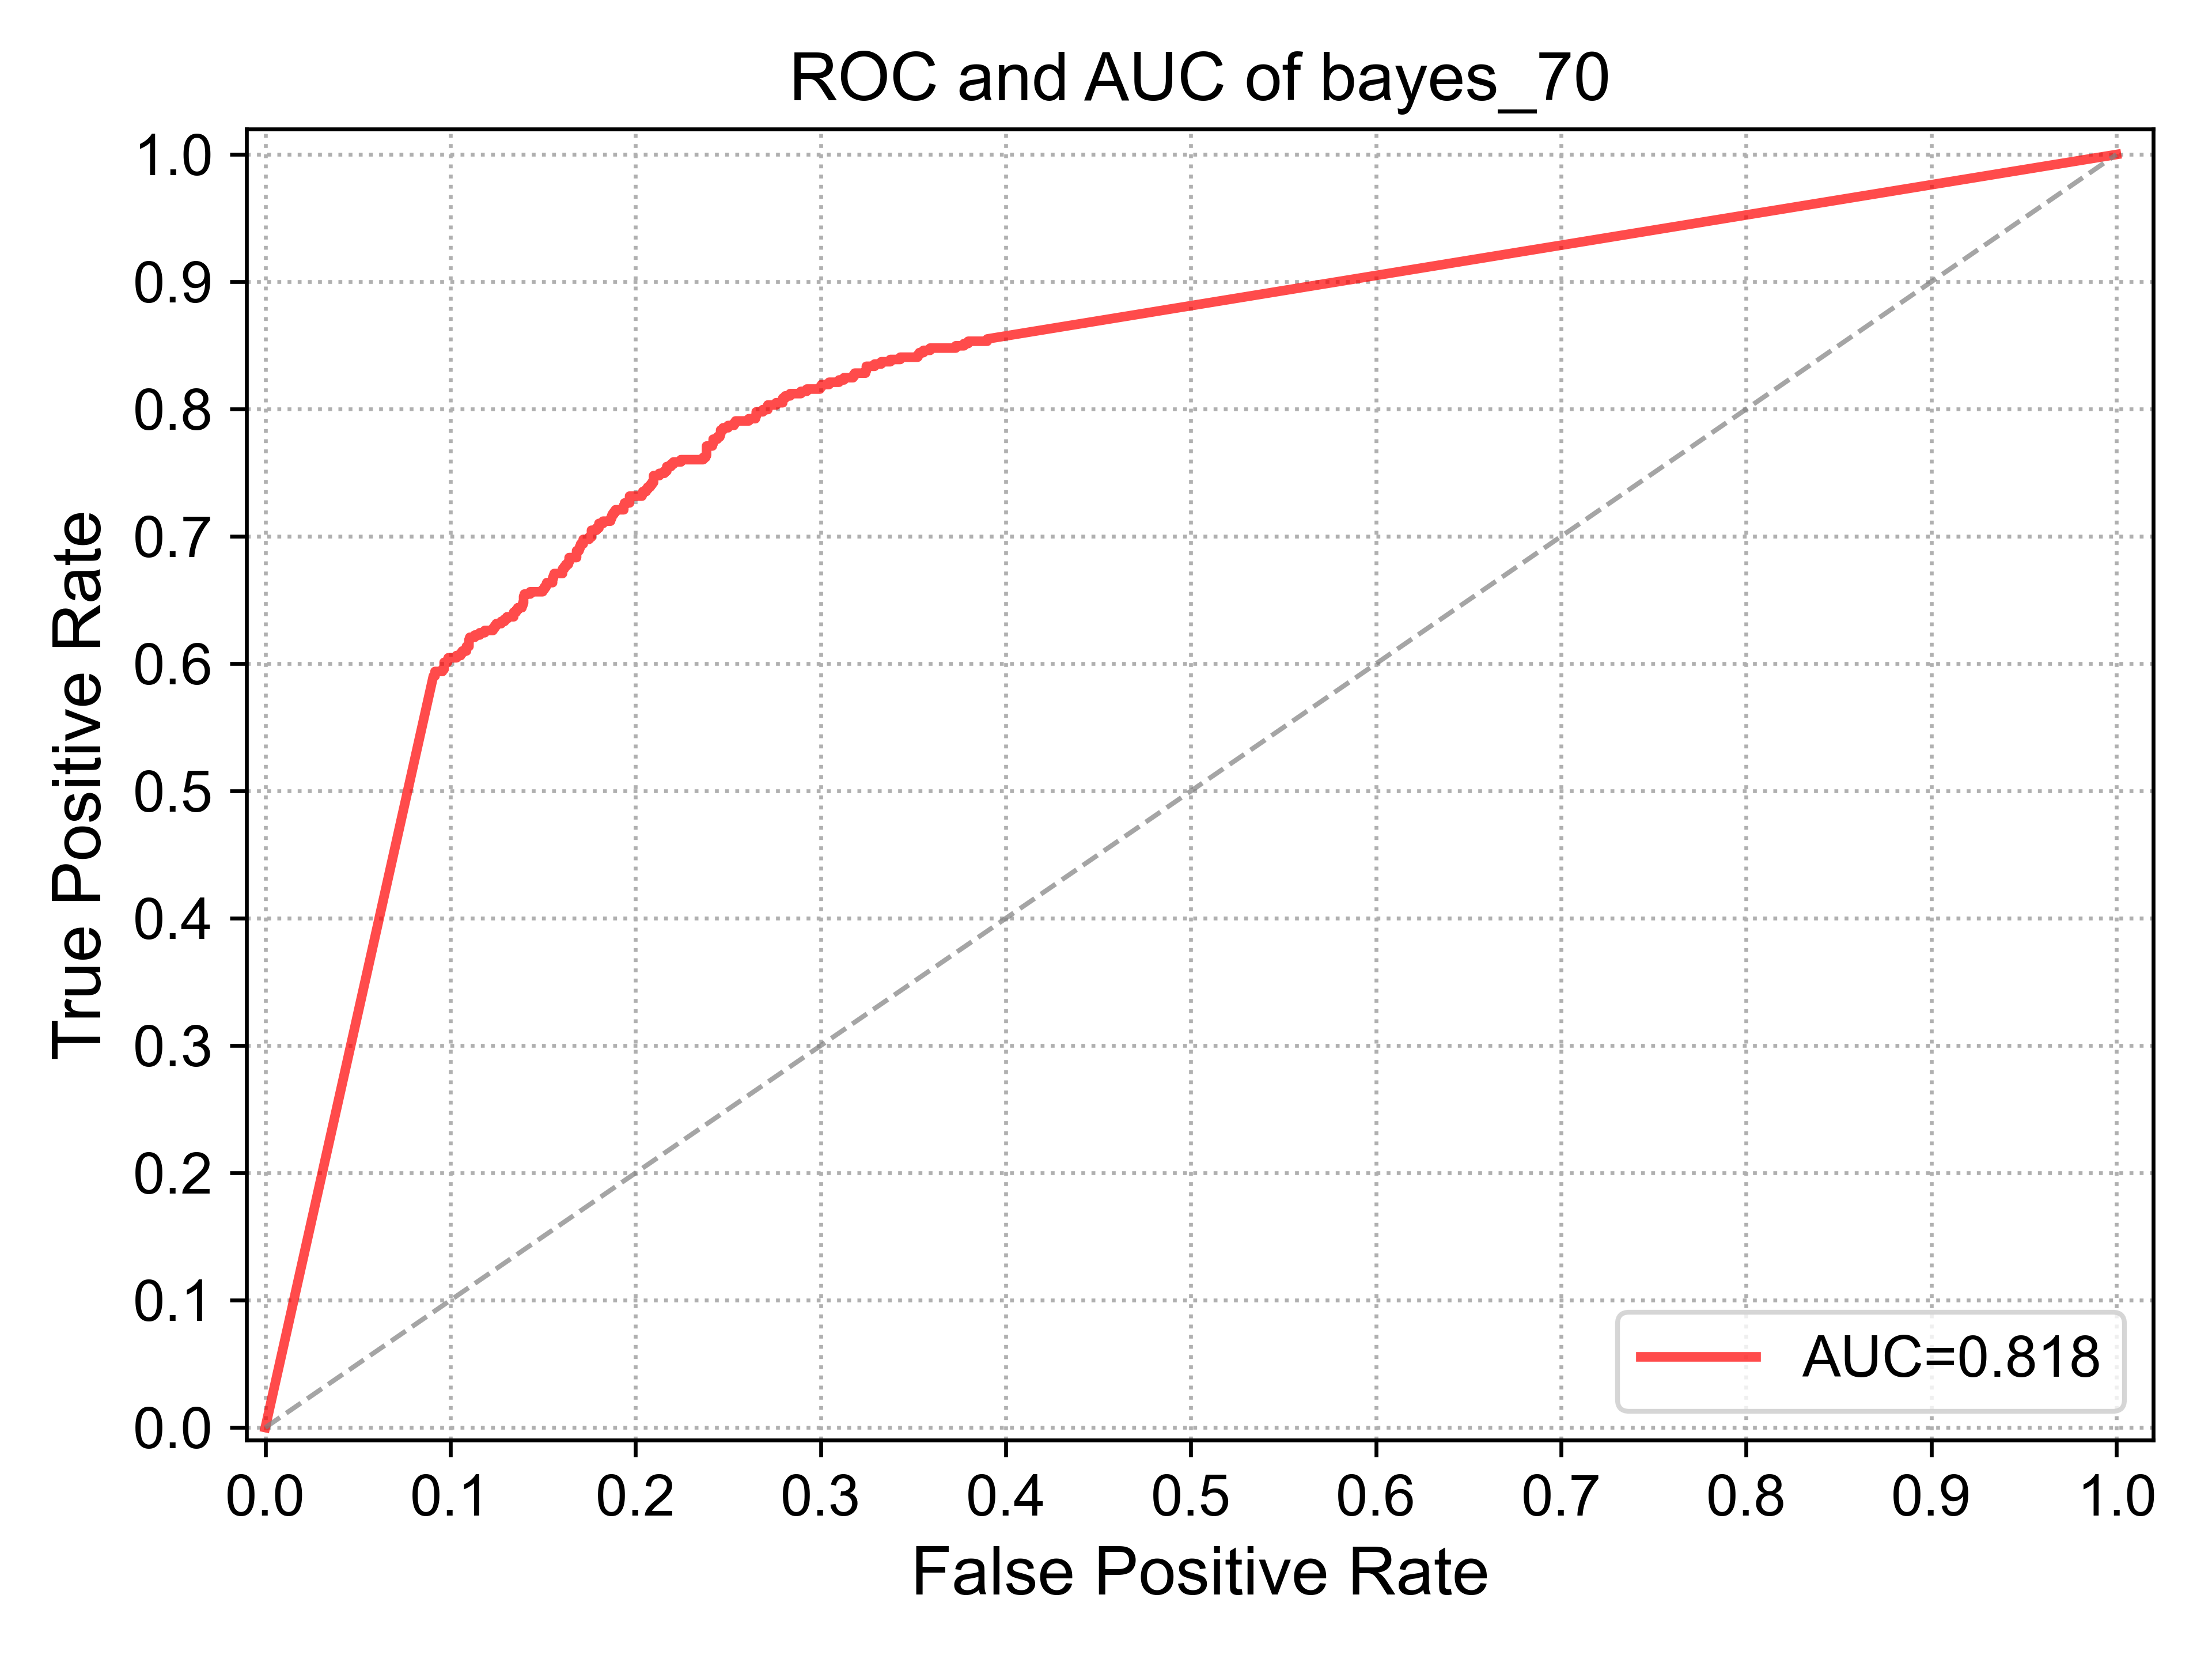 ROC and AUC of bayes_70
1.0
0.9
0.8
0.7
0.6
0.5
0.4
0.3
0.2
0.1
0.0
True Positive Rate
AUC=0.818
0.0 0.1 0.2 0.3 0.4 0.5 0.6 0.7 0.8 0.9 1.0
False Positive Rate